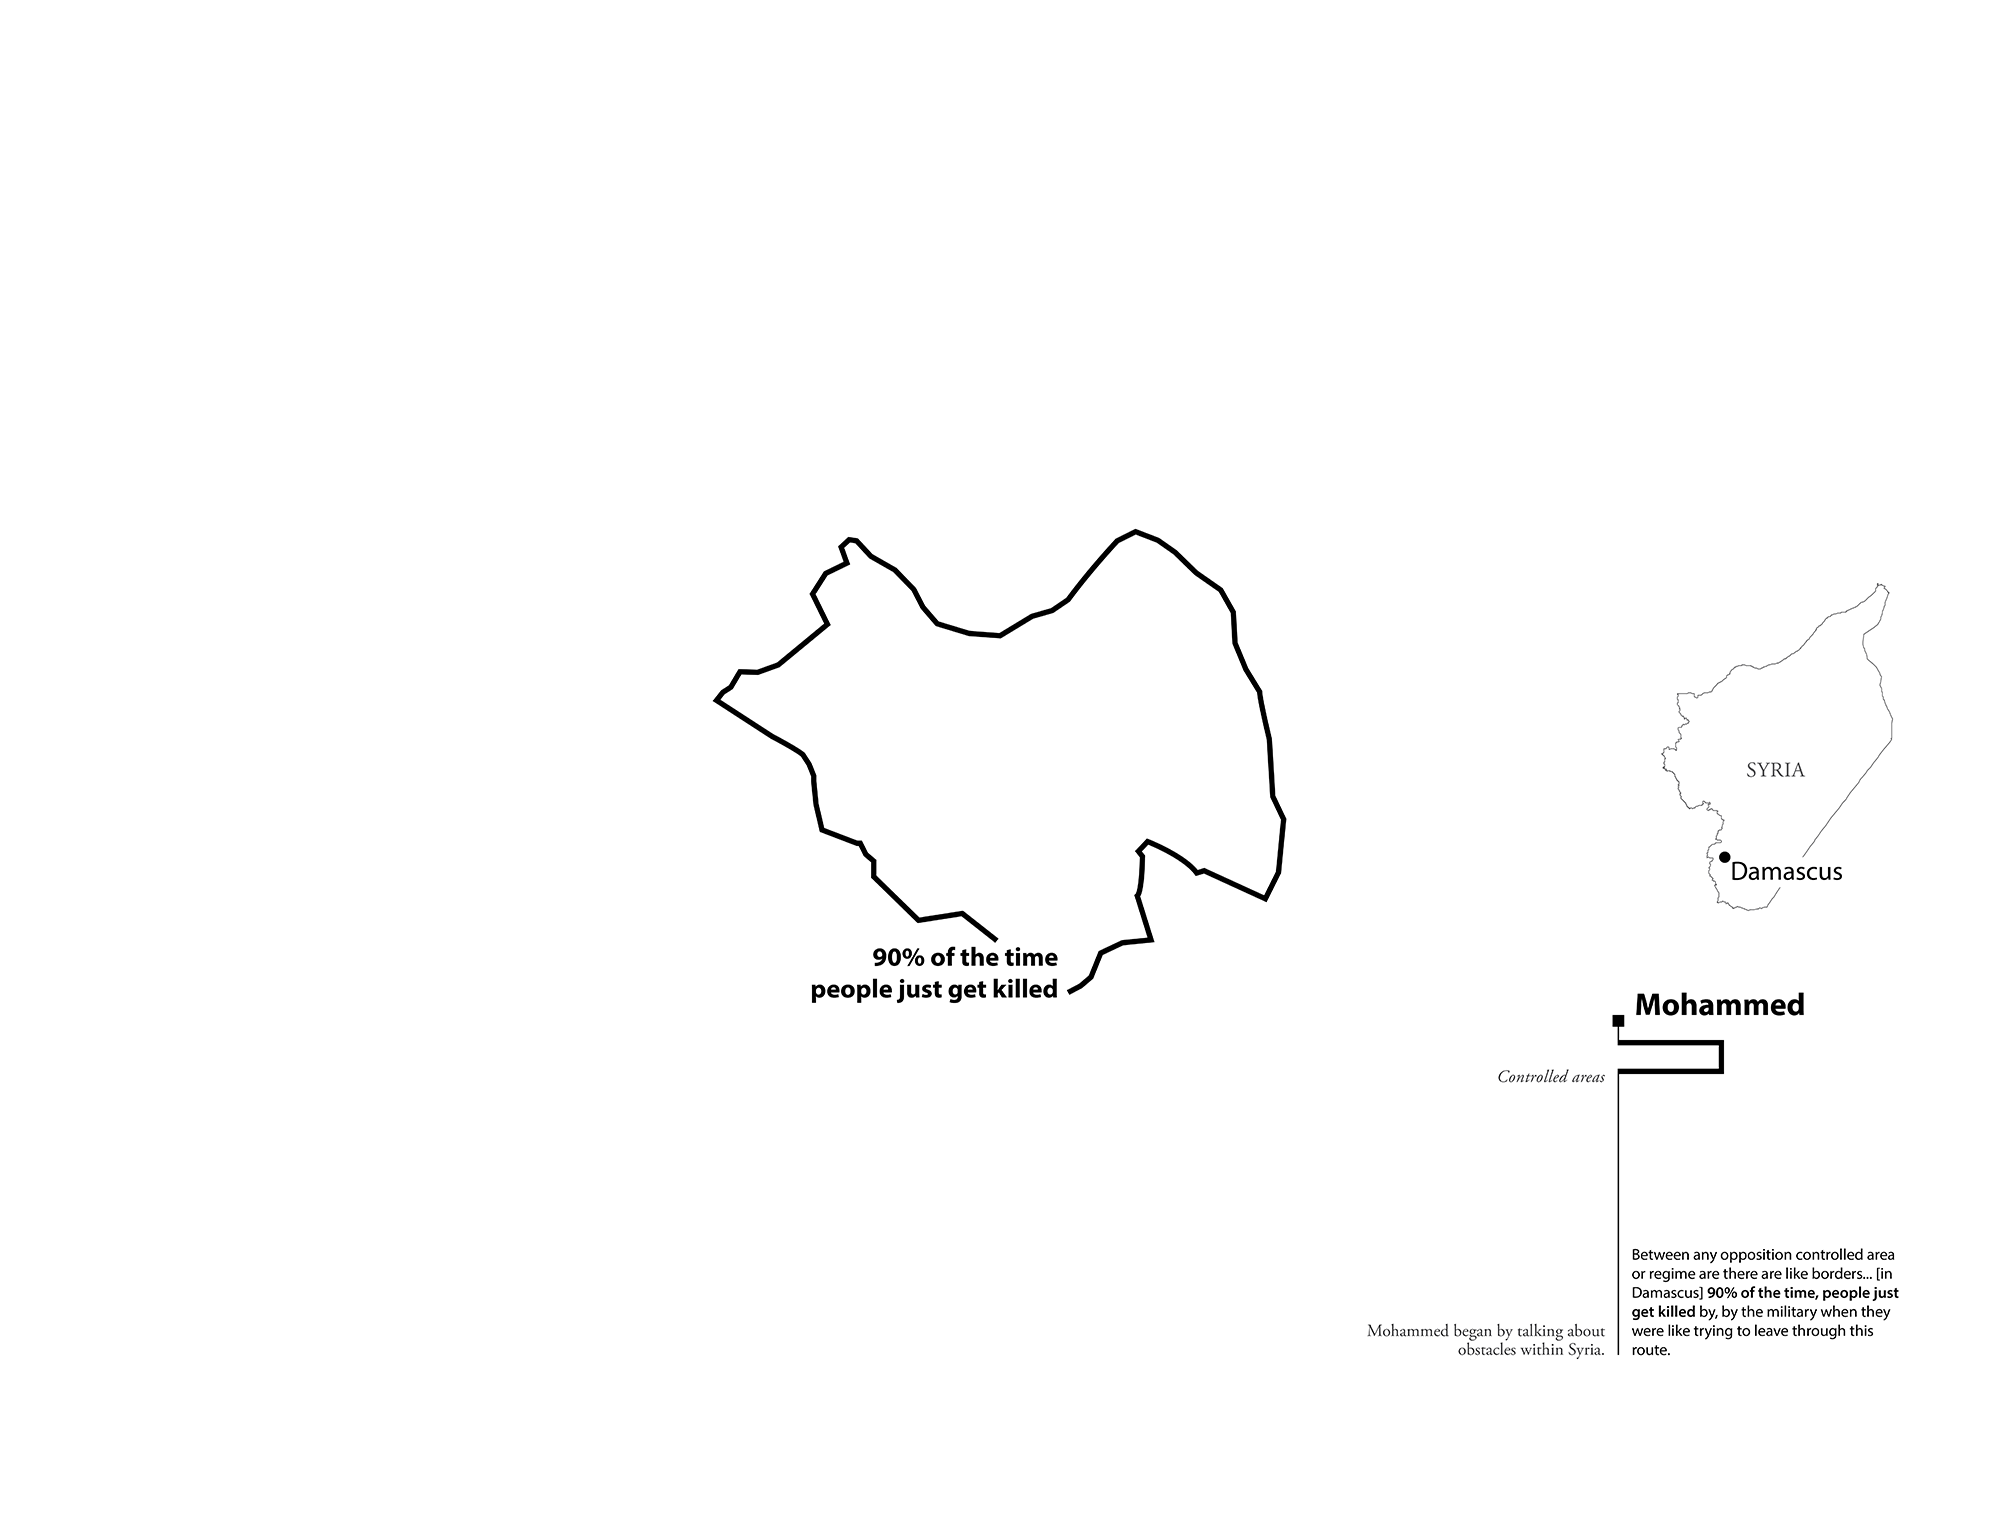 90% of the time
people just get killed
SYRIA
Damascus
Mohammed
Controlled areas
Between any opposition controlled area
or regime are there are like borders... [in
Damascus] 90% of the time, people just
get killed by, by the military when they
were like trying to leave through this
route.
Mohammed began by talking about
obstacles within Syria.